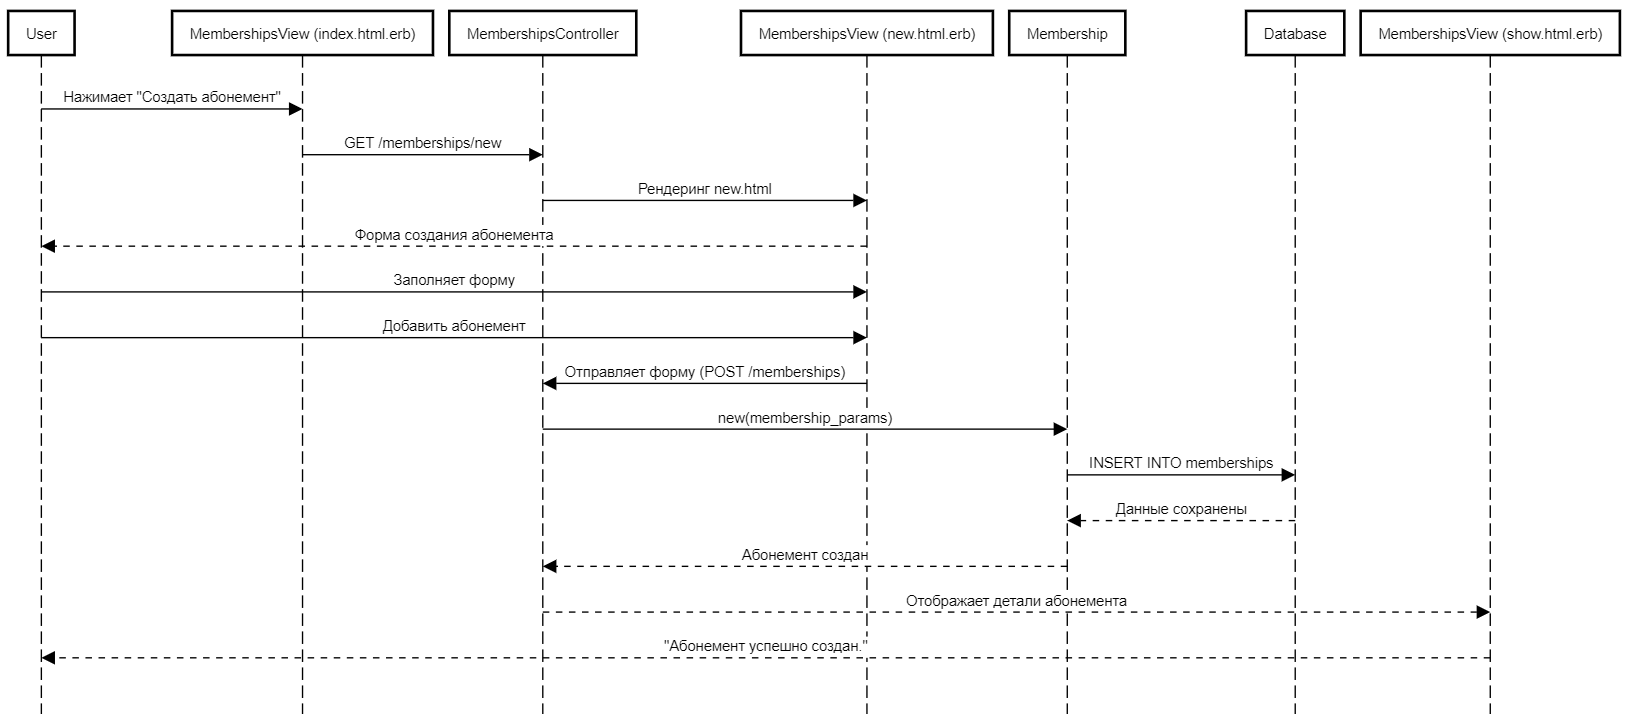 User
MembershipsView (index.html.erb)
MembershipsController
MembershipsView (new.html.erb)
Membership
Database
MembershipsView (show.html.erb)
Нажимает "Создать абонемент"
GET /memberships/new
Рендеринг new.html
Форма создания абонемента
Заполняет форму
Добавить абонемент
Отправляет форму (POST /memberships)
new(membership_params)
INSERT INTO memberships
Данные сохранены
Абонемент создан
Отображает детали абонемента
"Абонемент успешно создан."